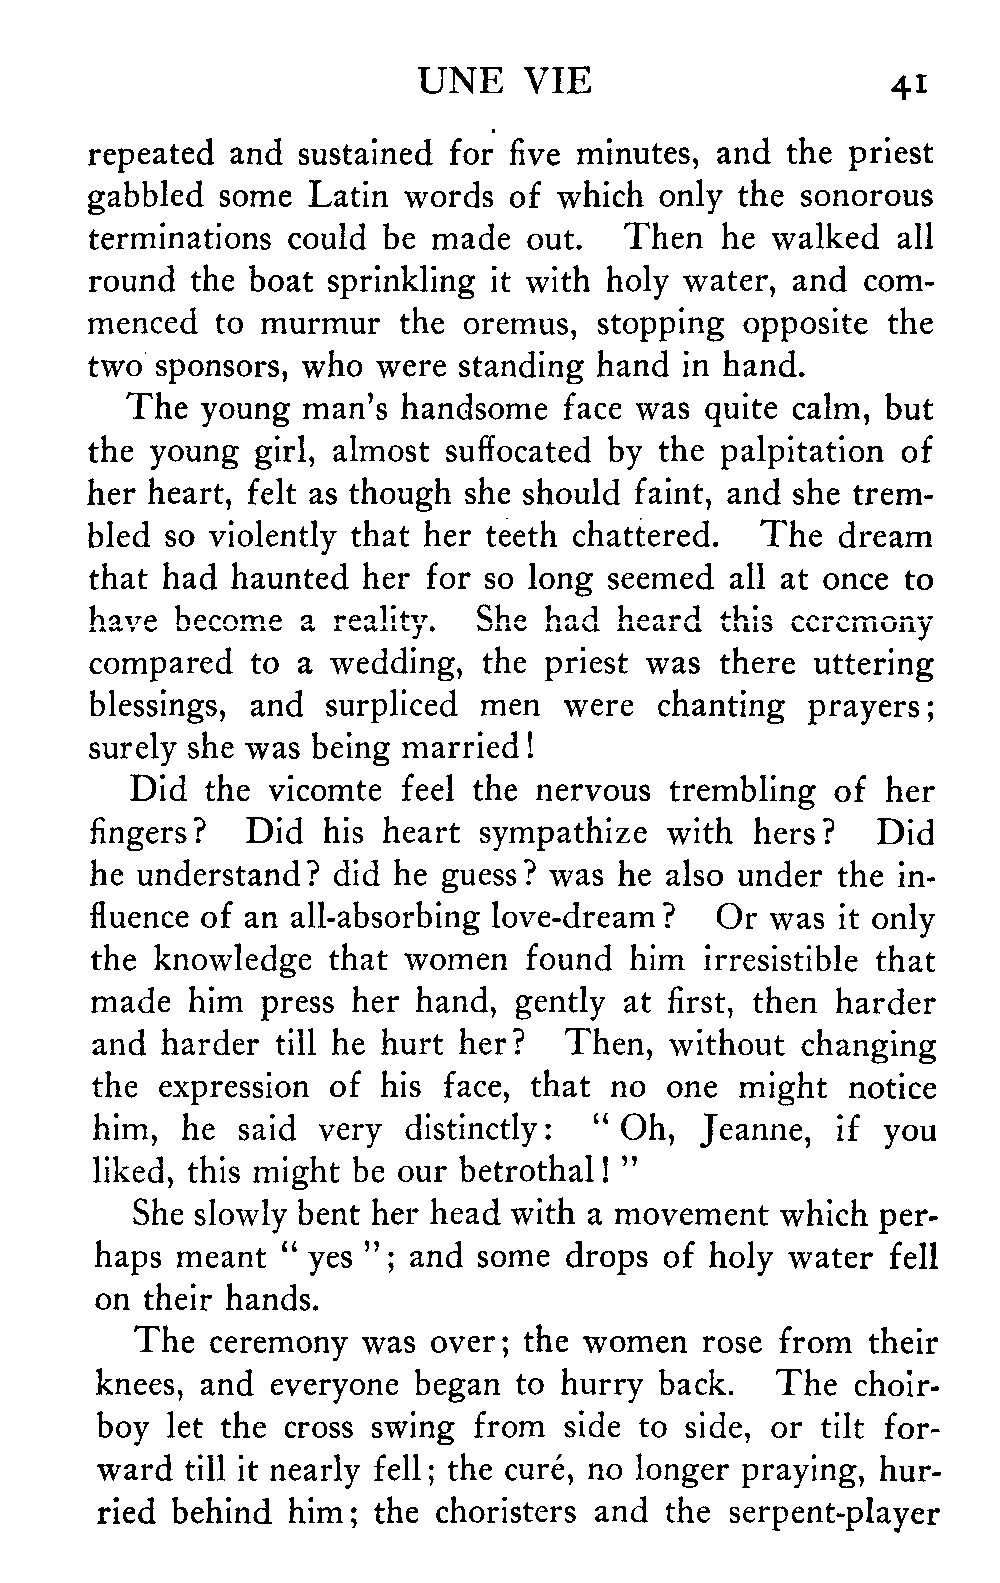 UNE VIE 41
repeated and sustained for five minutes, and the priest
gabbled some Latin words of which only the sonorous
terminations could be made out. Then he walked all
round the boat sprinkling it with holy water, and com-
menced to murmur the oremus, stopping opposite the
two sponsors, who were standing hand in hand.
The young man's handsome face was quite calm, but
the young girl, almost suffocated by the palpitation of
her heart, felt as though she should faint, and she trem-
bled so violently that her teeth chattered. The dream
that had haunted her for so long seemed all at once to
have become a reality. She had heard this ceremony
compared to a wedding, the priest was there uttering
blessings, and surpliced men were chanting prayers;
surely she was being married!
Did the vicomte feel the nervous trembling of her
fingers? Did his heart sympathize with hers? Did
he understand? did he guess? was he also under the in-
fluence of an all-absorbing love-dream? Or was it only
the knowledge that women found him irresistible that
made him press her hand, gently at first, then harder
and harder till he hurt her? Then, without changing
the expression of his face, that no one might notice
him, he said very distinctly: "Oh, Jeanne, if you
liked, this might be our betrothal!"
She slowly bent her head with a movement which per-
haps meant "yes"; and some drops of holy water fell
on their hands.
The ceremony was over; the women rose from their
knees, and everyone began to hurry back. The choir-
boy let the cross swing from side to side, or tilt for-
ward till it nearly fell; the curé, no longer praying, hur-
ried behind him; the choristers and the serpent-player